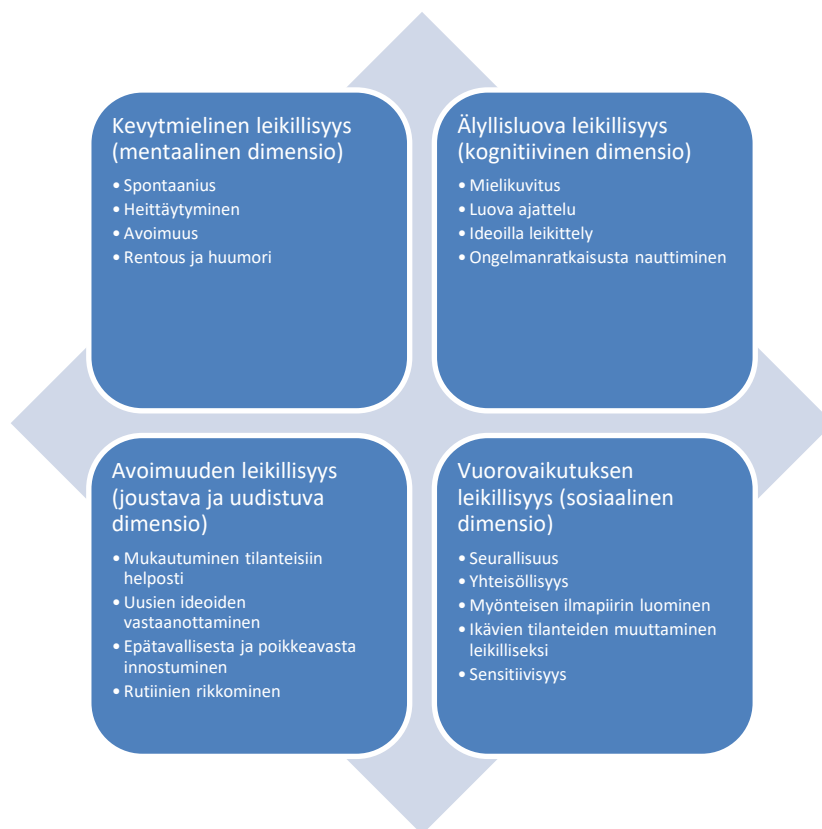 Kevytmielinen leikillisyys
(mentaalinen dimensio)
• Spontaanius
• Heittäytyminen
• Avoimuus
• Rentous ja huumori
Älyllisluova leikillisyys
(kognitiivinen dimensio)
• Mielikuvitus
• Luova ajattelu
• Ideoilla leikittely
• Ongelmanratkaisusta nauttiminen
Avoimuuden leikillisyys
(joustava ja uudistuva
dimensio)
• Mukautuminen tilanteisiin
helposti
• Uusien ideoiden
vastaanottaminen
• Epätavallisesta ja poikkeavasta
innostuminen
• Rutiinien rikkominen
Vuorovaikutuksen
leikillisyys (sosiaalinen
dimensio)
• Seurallisuus
• Yhteisöllisyys
• Myönteisen ilmapiirin luominen
• Ikävien tilanteiden muuttaminen
leikilliseksi
• Sensitiivisyys